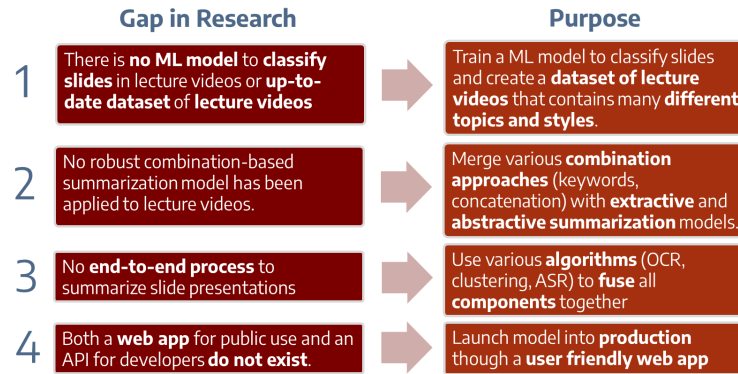 Gap in Research
Purpose
1
There is no ML model to classify
slides in lecture videos or up-to-
date dataset of lecture videos
Train a ML model to classify slides
and create a dataset of lecture
videos that contains many different
topics and styles.
2
No robust combination-based
summarization model has been
applied to lecture videos.
Merge various combination
approaches (keywords,
concatenation) with extractive and
abstractive summarization models.
3
No end-to-end process to
summarize slide presentations
Use various algorithms (OCR,
clustering, ASR) to fuse all
components together
4
Both a web app for public use and an
API for developers do not exist.
Launch model into production
though a user friendly web app